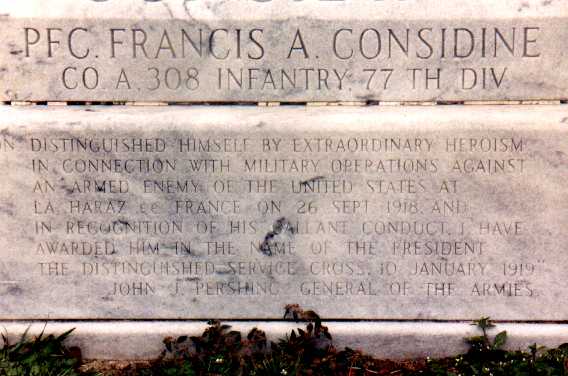 PFC. FRANCIS A. CONSIDINE
CO. A. 308 INFANTRY. 77 TH DIV.
ON DISTINGUISHED HIMSELF BY EXTRAORDINARY HEROISM
IN CONNECTION WITH MILITARY OPERATIONS AGAINST
AN ARMED ENEMY OF THE UNITED STATES AT
LA HARAZ ee FRANCE ON 26 SEPT 1918. AND
IN RECOGNITION OF HIS GALLANT CONDUCT, I HAVE
AWARDED HIM IN THE NAME OF THE PRESIDENT
THE DISTINGUISHED SERVICE CROSS. 10 JANUARY 1919"
JOHN J. PERSHING GENERAL OF THE ARMIES